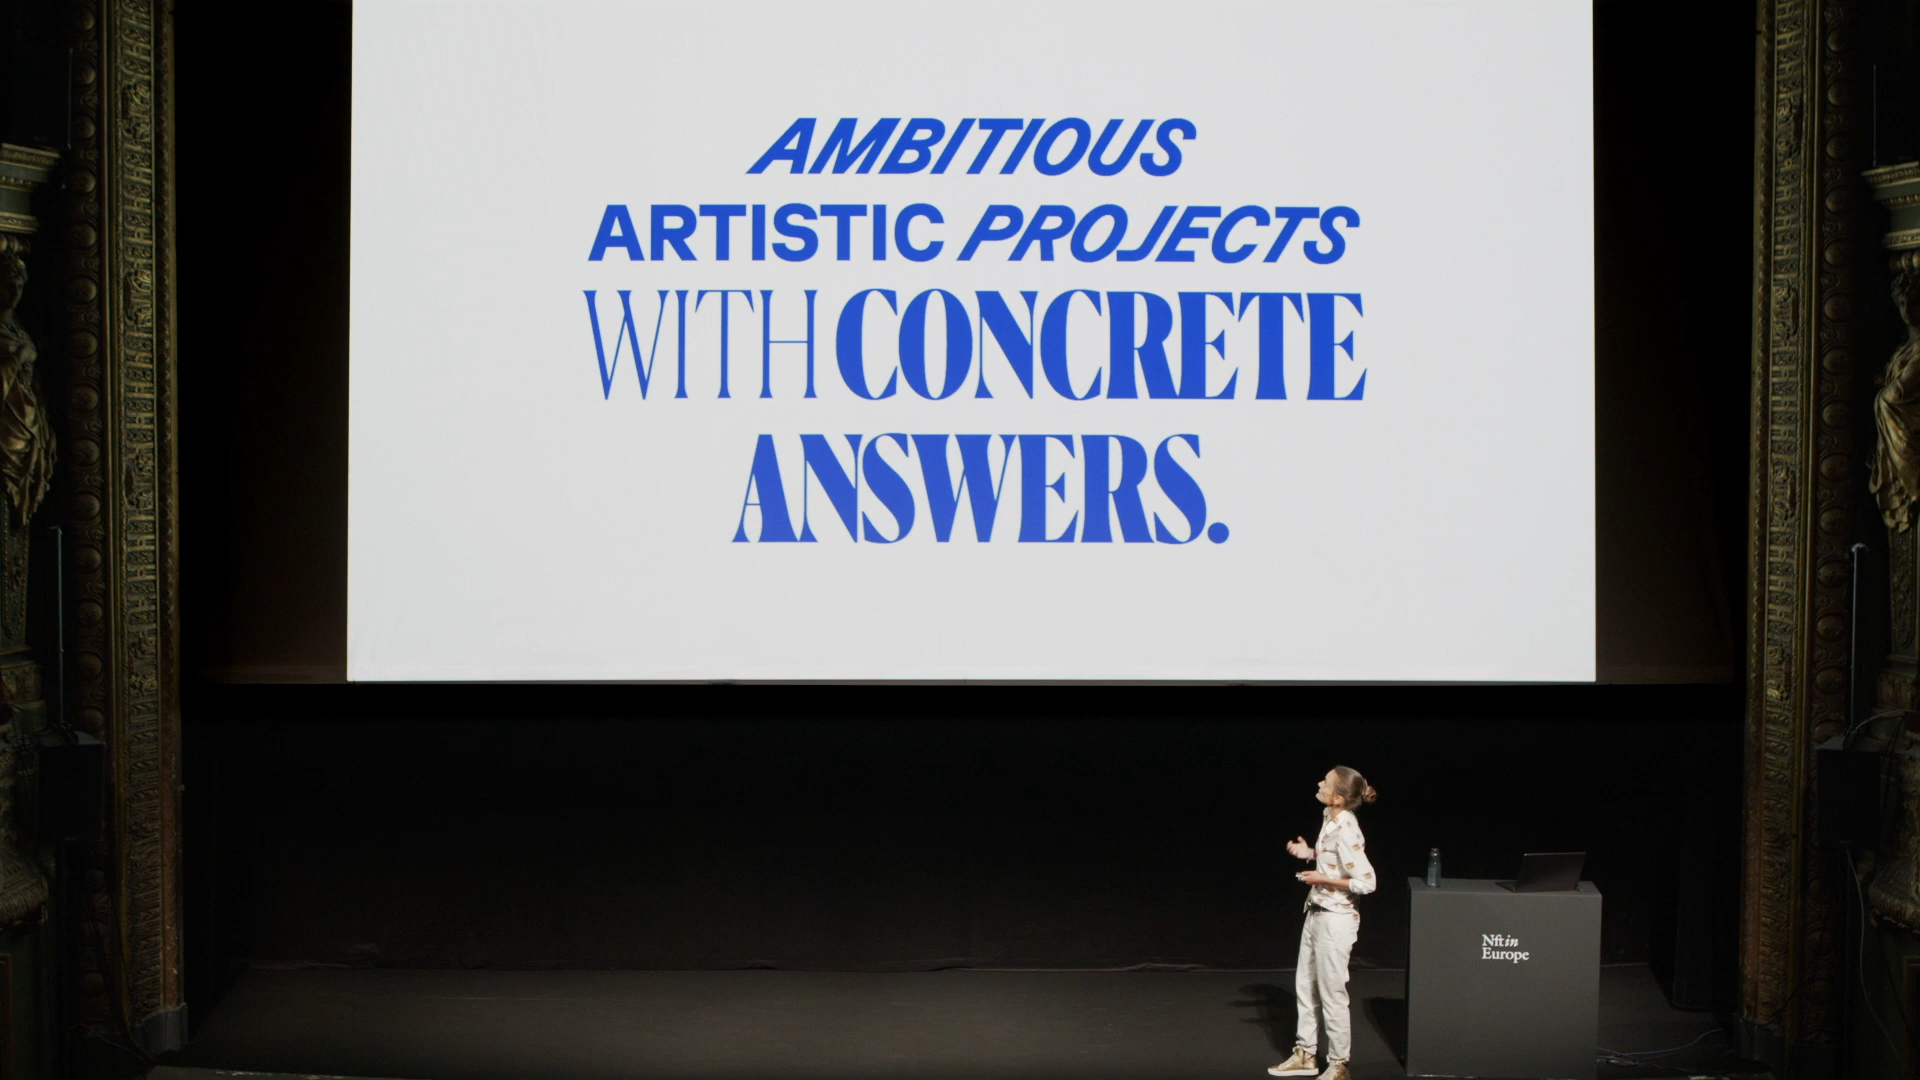 AMBITIOUS
ARTISTIC PROJECTS
WITH CONCRETE
ANSWERS.
Nft in
Europe